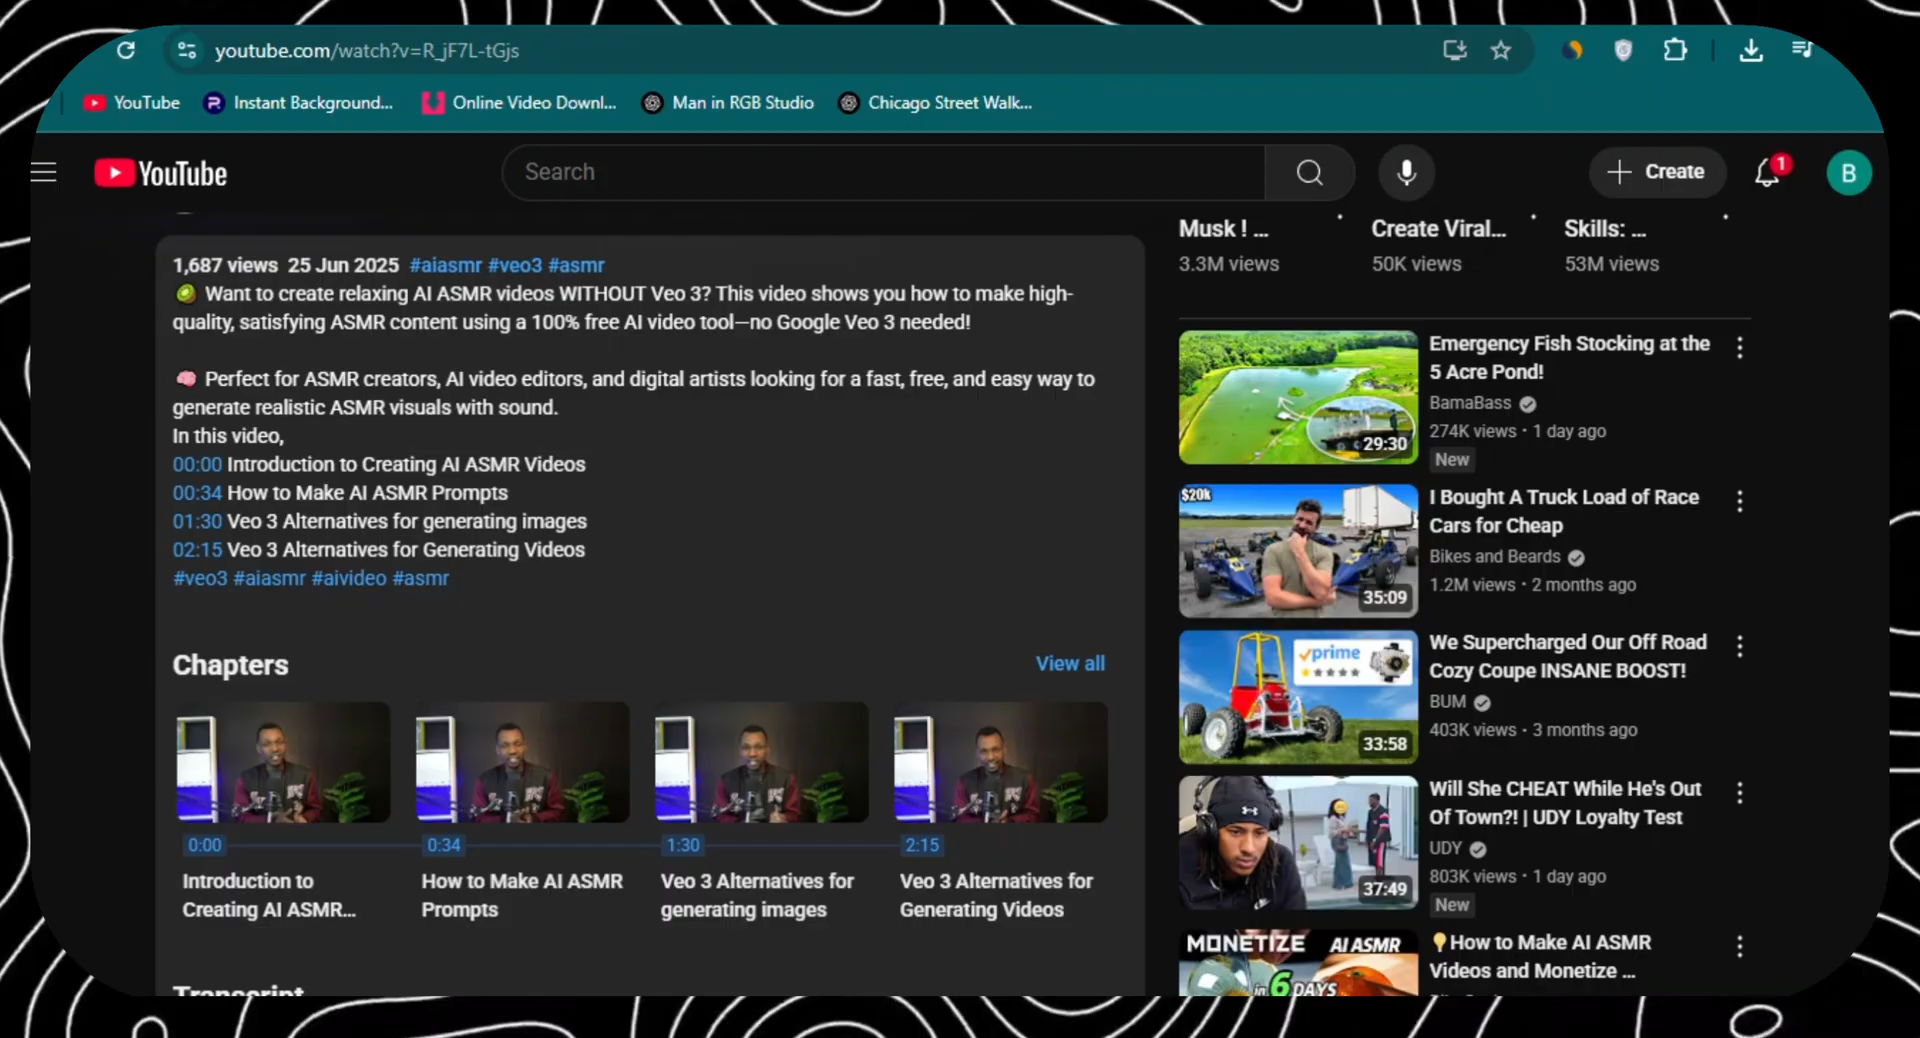 youtube.com/watch?v=R_jF7L-tGjs
YouTube
Instant Background...
Online Video Downl...
Man in RGB Studio
Chicago Street Walk...
YouTube
Search
Create
1
B
1,687 views 25 Jun 2025 #aiasmr #veo3 #asmr
Want to create relaxing AI ASMR videos WITHOUT Veo 3? This video shows you how to make high-
quality, satisfying ASMR content using a 100% free AI video tool—no Google Veo 3 needed!
Perfect for ASMR creators, AI video editors, and digital artists looking for a fast, free, and easy way to
generate realistic ASMR visuals with sound.
In this video,
00:00 Introduction to Creating AI ASMR Videos
00:34 How to Make AI ASMR Prompts
01:30 Veo 3 Alternatives for generating images
02:15 Veo 3 Alternatives for Generating Videos
#veo3 #aiasmr #aivideo #asmr
Chapters
View all
0:00
Introduction to
Creating AI ASMR...
0:34
How to Make AI ASMR
Prompts
1:30
Veo 3 Alternatives for
generating images
2:15
Veo 3 Alternatives for
Generating Videos
Transcript
Musk ! ...
3.3M views
Create Viral...
50K views
Skills: ...
53M views
29:30
Emergency Fish Stocking at the
5 Acre Pond!
BamaBass
274K views • 1 day ago
New
$20k
35:09
I Bought A Truck Load of Race
Cars for Cheap
Bikes and Beards
1.2M views • 2 months ago
prime
33:58
We Supercharged Our Off Road
Cozy Coupe INSANE BOOST!
BUM
403K views • 3 months ago
37:49
Will She CHEAT While He's Out
Of Town?! | UDY Loyalty Test
UDY
803K views • 1 day ago
New
MONETIZE AI ASMR
in 6 DAYS
How to Make AI ASMR
Videos and Monetize ...